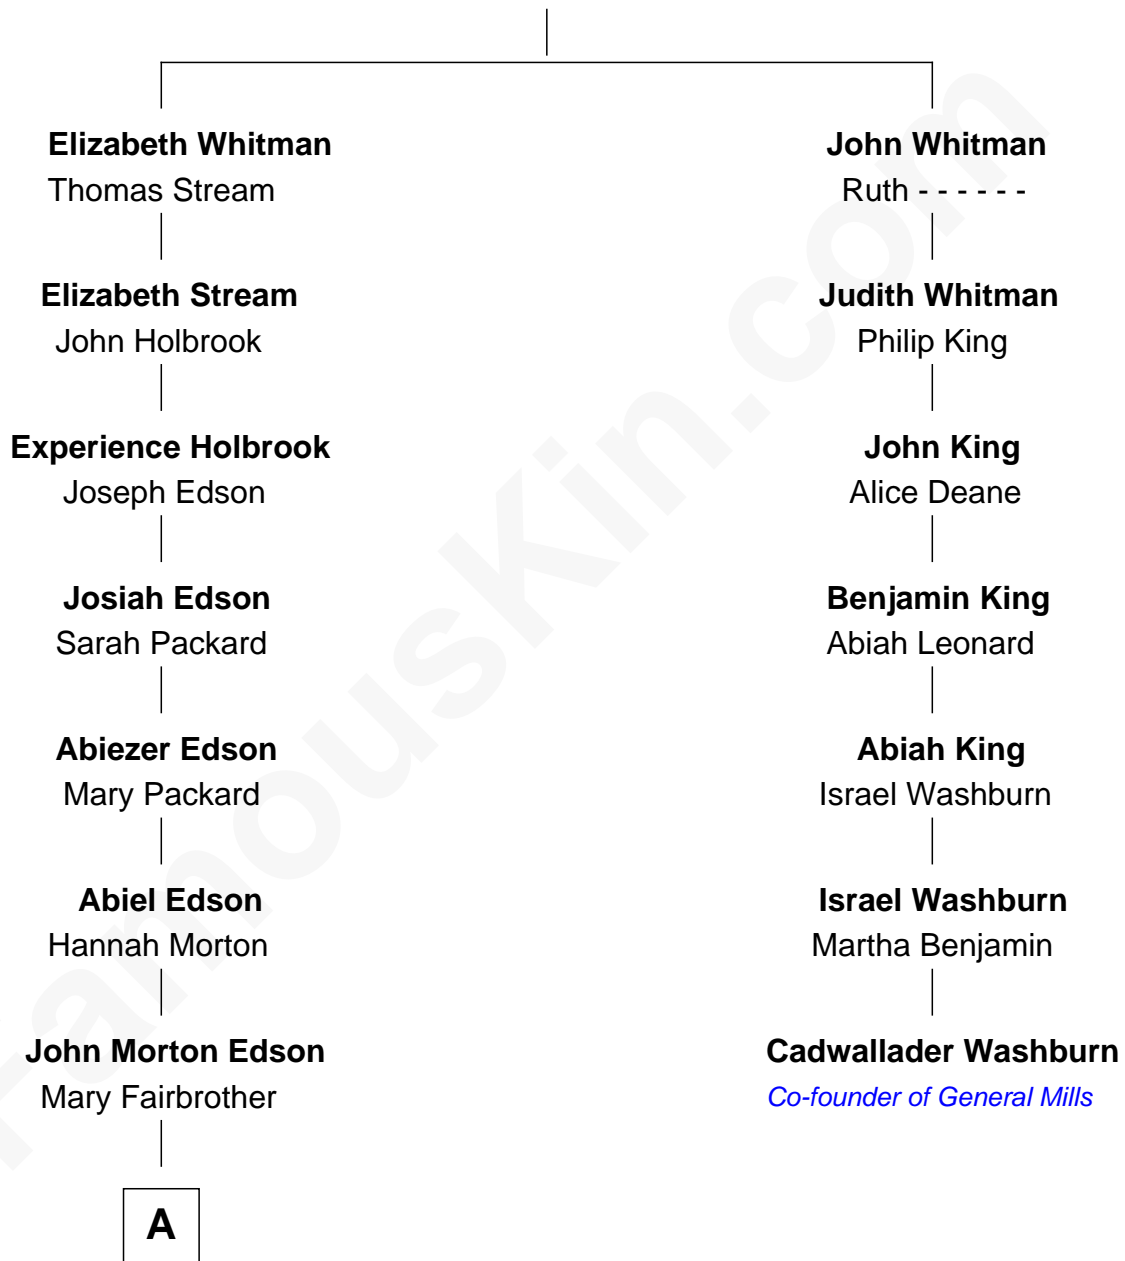 Elizabeth Whitman
Thomas Stream
John Whitman
Ruth - - - - - -
Elizabeth Stream
John Holbrook
Judith Whitman
Philip King
Experience Holbrook
Joseph Edson
John King
Alice Deane
Josiah Edson
Sarah Packard
Benjamin King
Abiah Leonard
Abiezer Edson
Mary Packard
Abiah King
Israel Washburn
Abiel Edson
Hannah Morton
Israel Washburn
Martha Benjamin
John Morton Edson
Mary Fairbrother
Cadwallader Washburn
Co-founder of General Mills
A
FamousKin.com